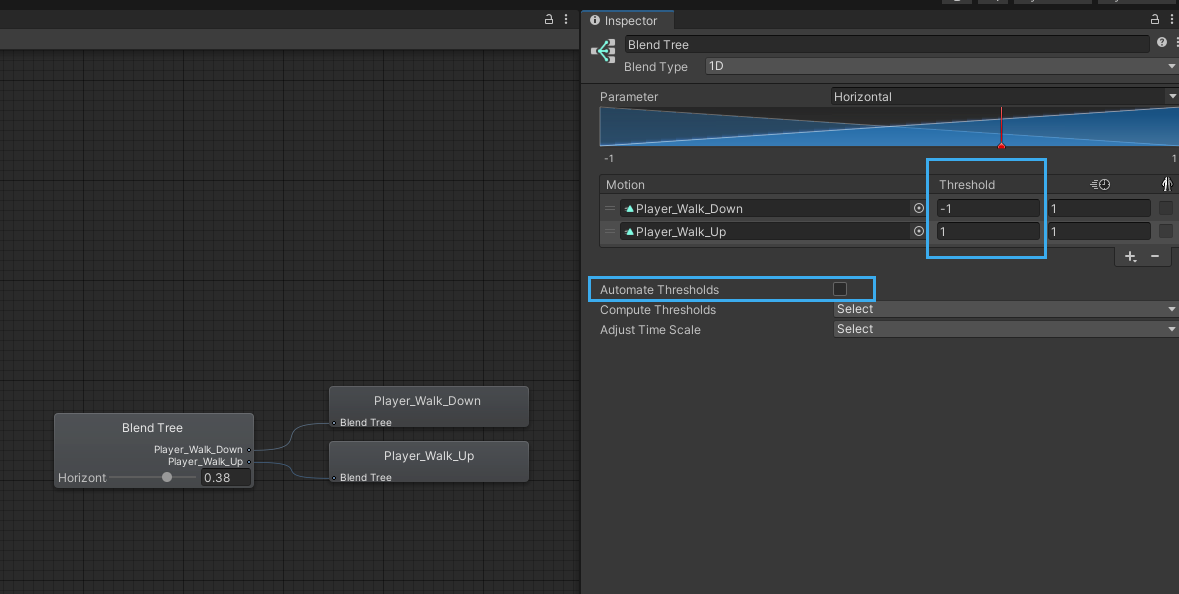 Inspector
Blend Tree
Blend Type 1D
Parameter Horizontal
-1 1
Motion Threshold
Player_Walk_Down -1 1
Player_Walk_Up 1 1
+ -
Automate Thresholds
Compute Thresholds Select
Adjust Time Scale Select
Blend Tree
Player_Walk_Down
Player_Walk_Up
Horizont 0.38
Player_Walk_Down
Blend Tree
Player_Walk_Up
Blend Tree